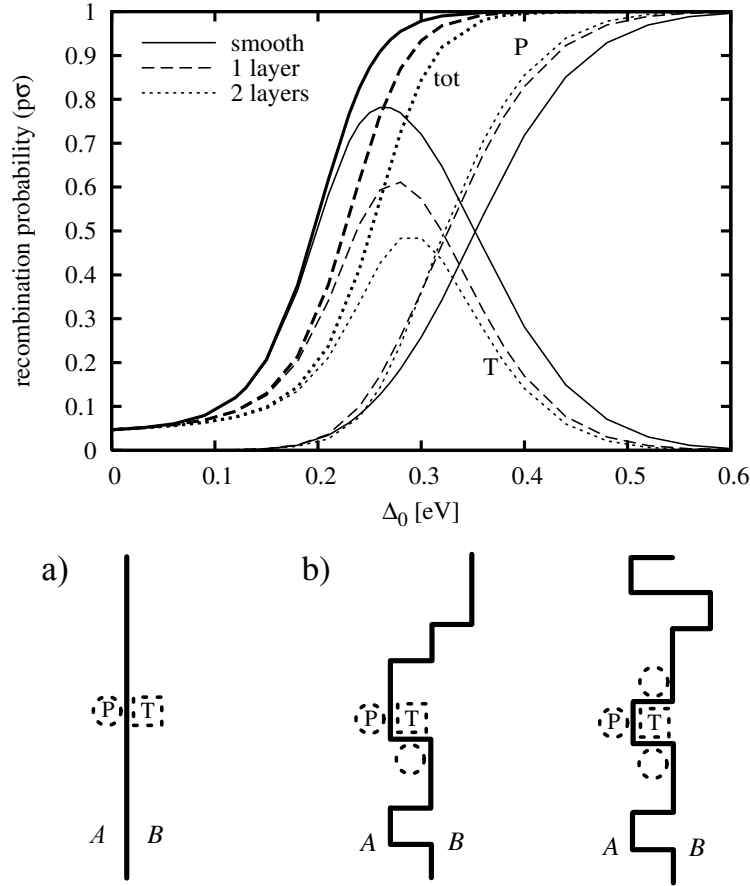 1
0.9
0.8
0.7
0.6
0.5
0.4
0.3
0.2
0.1
0
recombination probability (pσ)
smooth
1 layer
2 layers
tot
P
T
0 0.1 0.2 0.3 0.4 0.5 0.6
Δ₀ [eV]
a) b)
P T P T P T
A B A B A B